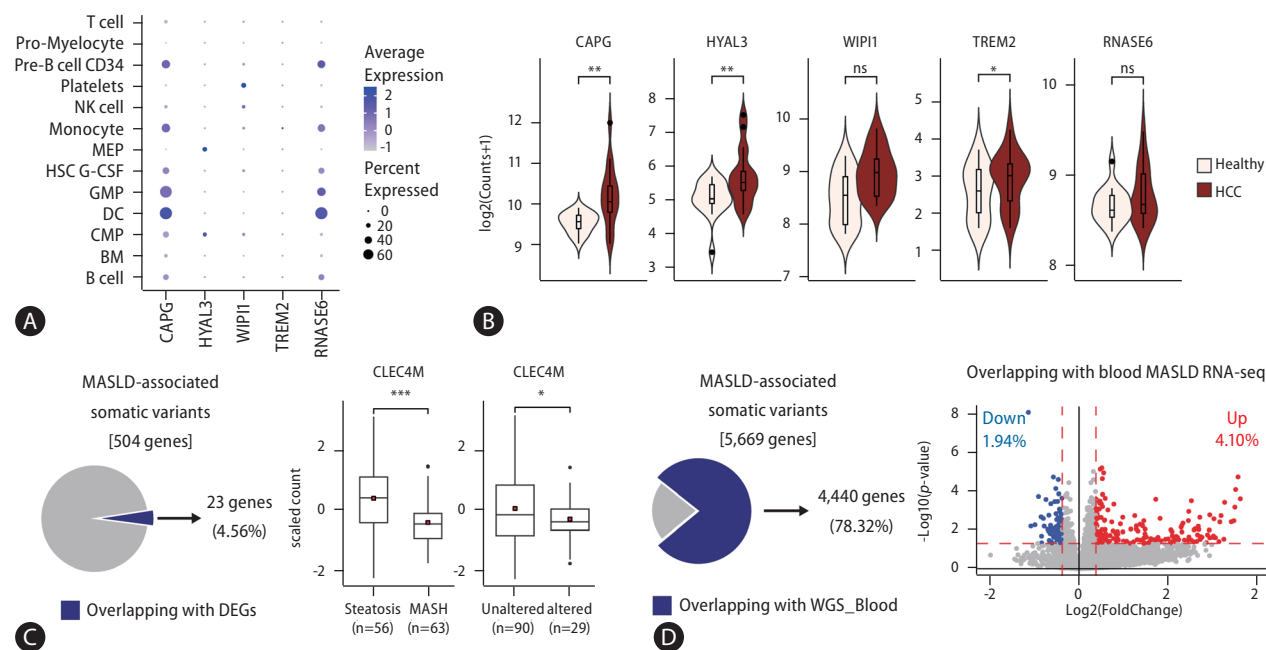 T cell
Pro-Myelocyte
Pre-B cell CD34
Platelets
NK cell
Monocyte
MEP
HSC G-CSF
GMP
DC
CMP
BM
B cell
CAPG
HYAL3
WIPI1
TREM2
RNASE6
Average
Expression
2
1
0
-1
Percent
Expressed
0
20
40
60
A
CAPG
HYAL3
WIPI1
TREM2
RNASE6
**
**
ns
*
ns
log2(Counts+1)
12
11
10
9
8
7
6
5
4
3
10
9
8
7
5
4
3
2
1
10
9
8
Healthy
HCC
B
MASLD-associated
somatic variants
[504 genes]
23 genes
(4.56%)
Overlapping with DEGs
CLEC4M
***
scaled count
2
0
-2
Steatosis
(n=56)
MASH
(n=63)
CLEC4M
*
2
0
-2
Unaltered
(n=90)
altered
(n=29)
C
MASLD-associated
somatic variants
[5,669 genes]
4,440 genes
(78.32%)
Overlapping with WGS_Blood
Overlapping with blood MASLD RNA-seq
Down
1.94%
Up
4.10%
-Log10(p-value)
8
6
4
2
0
-2
0
2
2
Log2(FoldChange)
D